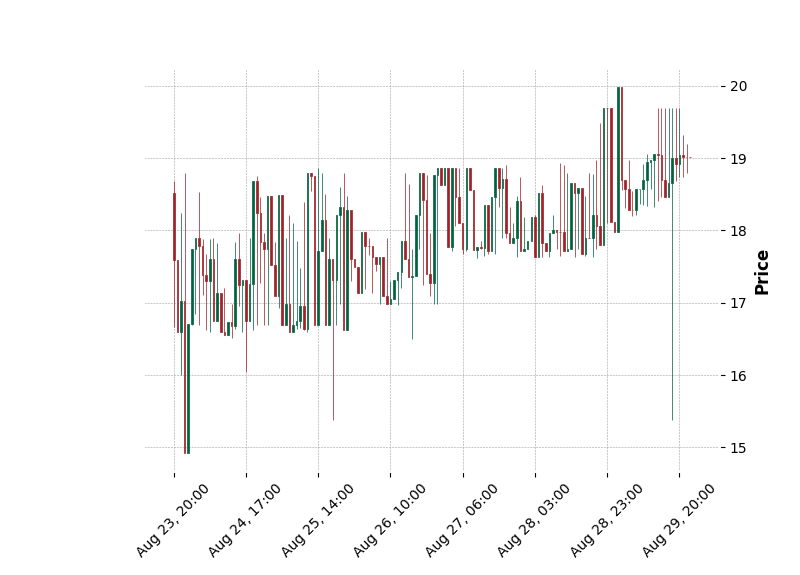 20
19
18
17
16
15
Price
Aug 23, 20:00
Aug 24, 17:00
Aug 25, 14:00
Aug 26, 10:00
Aug 27, 06:00
Aug 28, 03:00
Aug 28, 23:00
Aug 29, 20:00